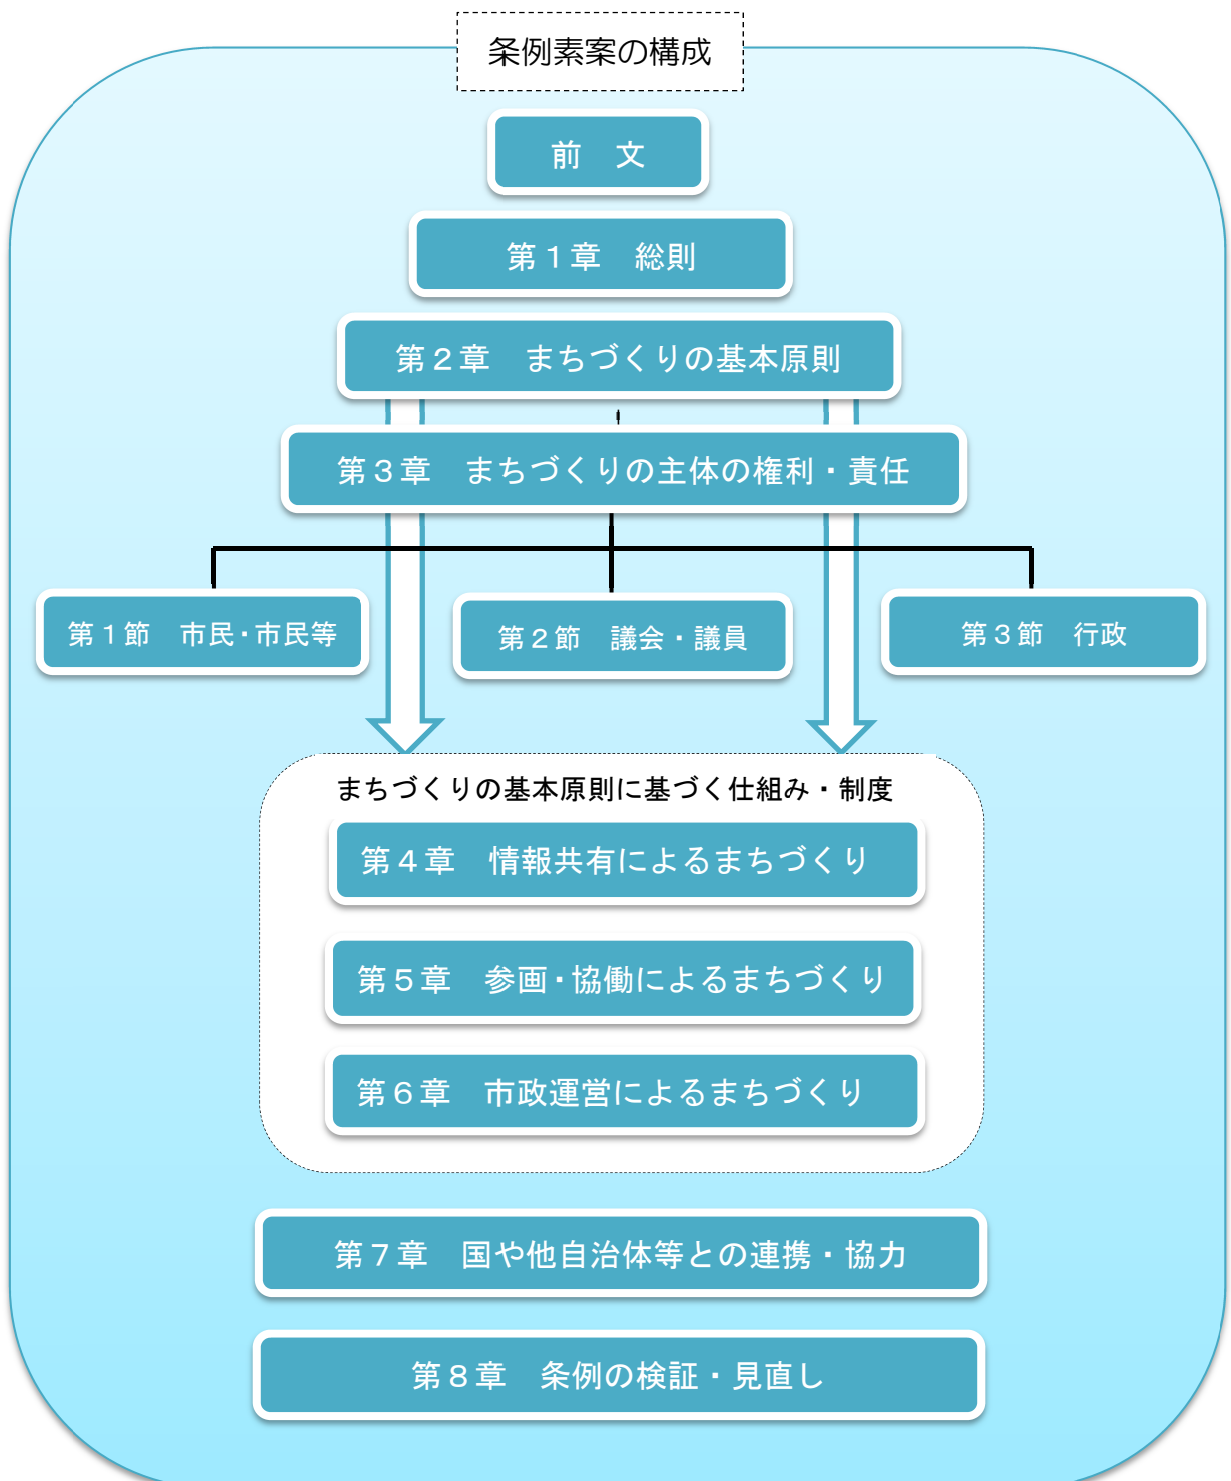 条例素案の構成
前　文
第１章　総則
第２章　まちづくりの基本原則
第３章　まちづくりの主体の権利・責任
第１節　市民・市民等
第２節　議会・議員
第３節　行政
まちづくりの基本原則に基づく仕組み・制度
第４章　情報共有によるまちづくり
第５章　参画・協働によるまちづくり
第６章　市政運営によるまちづくり
第７章　国や他自治体等との連携・協力
第８章　条例の検証・見直し